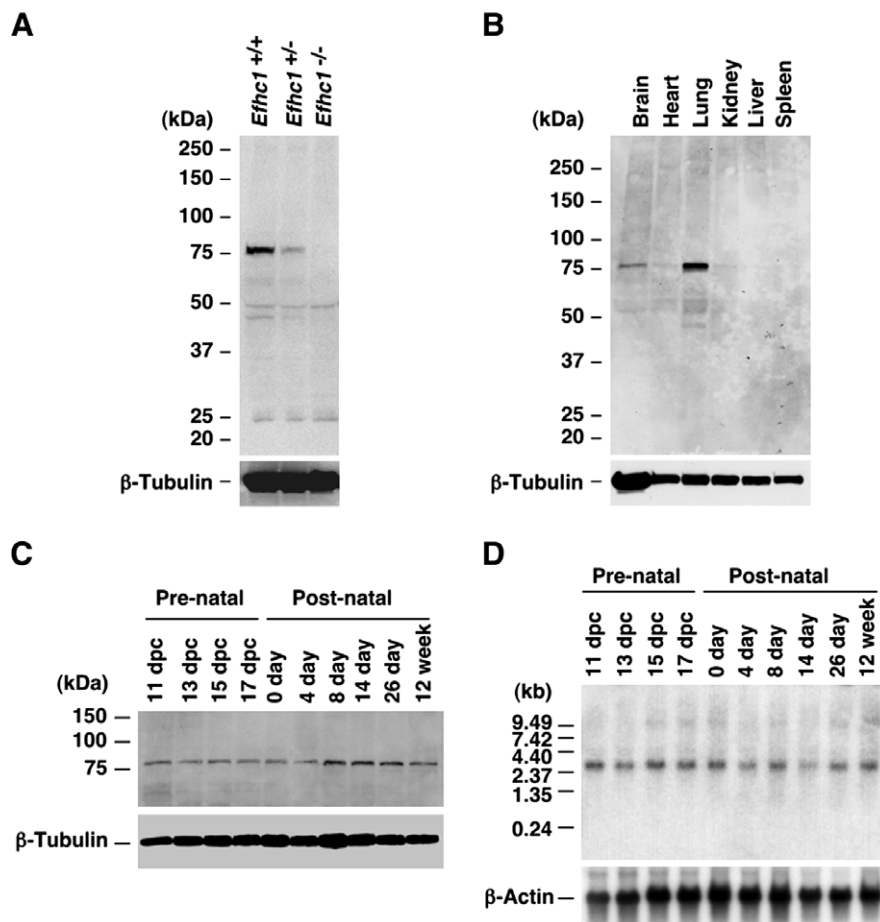 A
Efhc1 +/+
Efhc1 +/-
Efhc1 -/-
(kDa)
250
150
100
75
50
37
25
20
β-Tubulin
B
Brain
Heart
Lung
Kidney
Liver
Spleen
(kDa)
250
150
100
75
50
37
25
20
β-Tubulin
C
Pre-natal Post-natal
11 dpc
13 dpc
15 dpc
17 dpc
0 day
4 day
8 day
14 day
26 day
12 week
(kDa)
150
100
75
β-Tubulin
D
Pre-natal Post-natal
11 dpc
13 dpc
15 dpc
17 dpc
0 day
4 day
8 day
14 day
26 day
12 week
(kb)
9.49
7.42
4.40
2.37
1.35
0.24
β-Actin